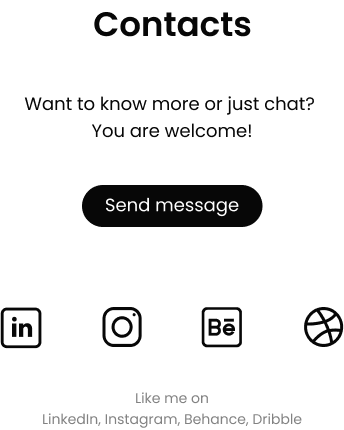 Contacts
Want to know more or just chat?
You are welcome!
Send message
in
Bē
Like me on
LinkedIn, Instagram, Behance, Dribble